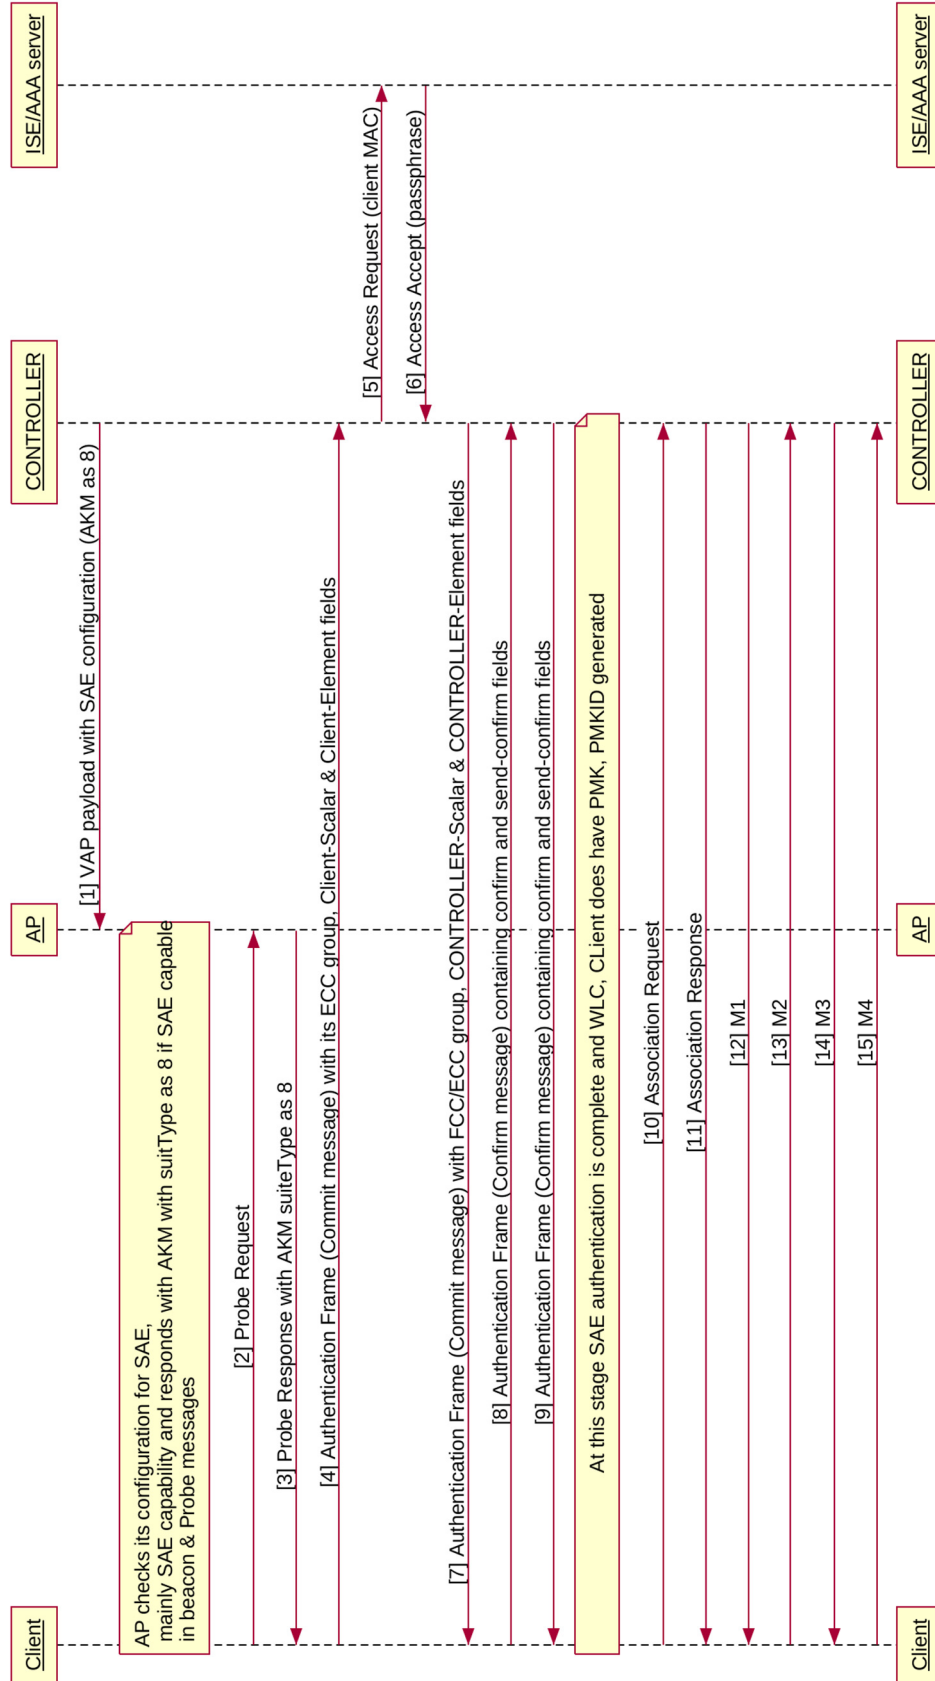 Client
AP
CONTROLLER
ISE/AAA server
[1] VAP payload with SAE configuration (AKM as 8)
AP checks its configuration for SAE,
mainly SAE capability and responds with AKM with suitType as 8 if SAE capable
in beacon & Probe messages
[2] Probe Request
[3] Probe Response with AKM suiteType as 8
[4] Authentication Frame (Commit message) with its ECC group, Client-Scalar & Client-Element fields
[5] Access Request (client MAC)
[6] Access Accept (passphrase)
[7] Authentication Frame (Commit message) with FCC/ECC group, CONTROLLER-Scalar & CONTROLLER-Element fields
[8] Authentication Frame (Confirm message) containing confirm and send-confirm fields
[9] Authentication Frame (Confirm message) containing confirm and send-confirm fields
At this stage SAE authentication is complete and WLC, CLient does have PMK, PMKID generated
[10] Association Request
[11] Association Response
[12] M1
[13] M2
[14] M3
[15] M4
Client
AP
CONTROLLER
ISE/AAA server